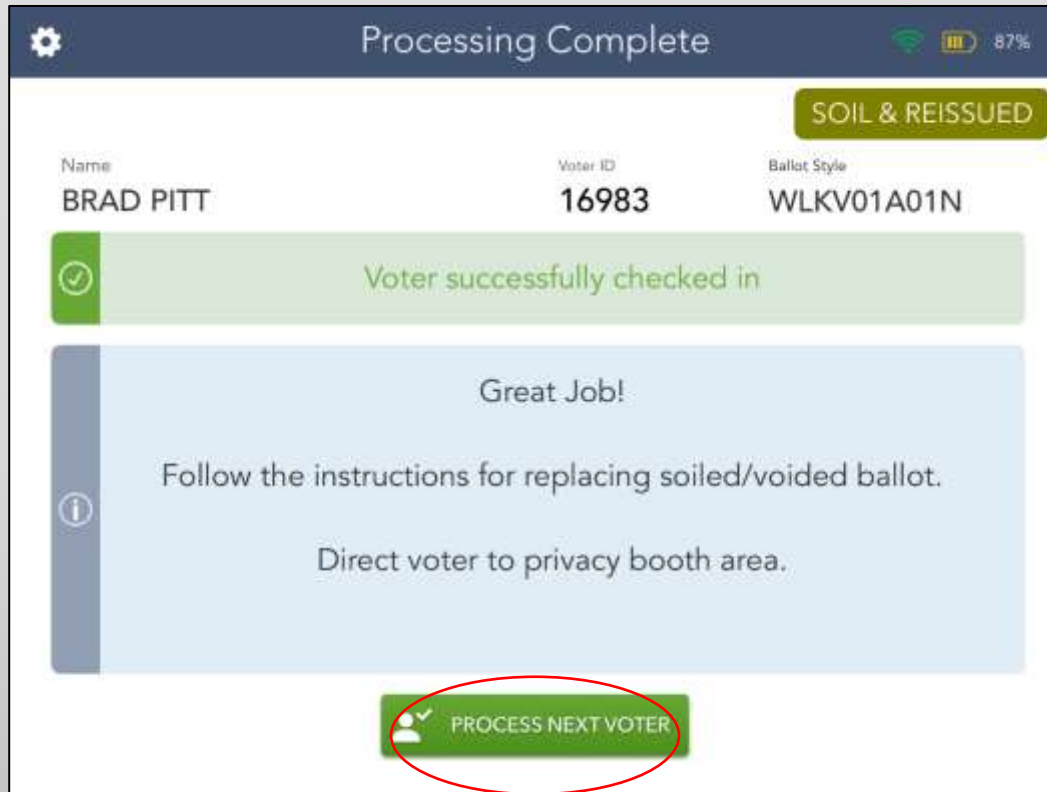 Processing Complete
87%
SOIL & REISSUED
Name
Voter ID
Ballot Style
BRAD PITT
16983
WLKV01A01N
Voter successfully checked in
Great Job!
Follow the instructions for replacing soiled/voided ballot.
Direct voter to privacy booth area.
PROCESS NEXT VOTER